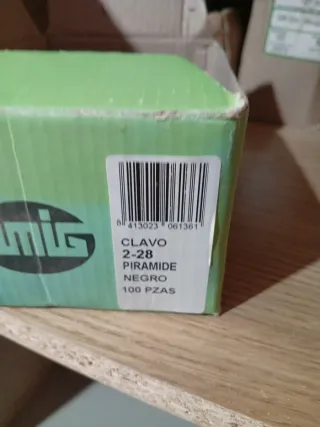 8 413023 061361
CLAVO
2-28
PIRAMIDE
NEGRO
100 PZAS